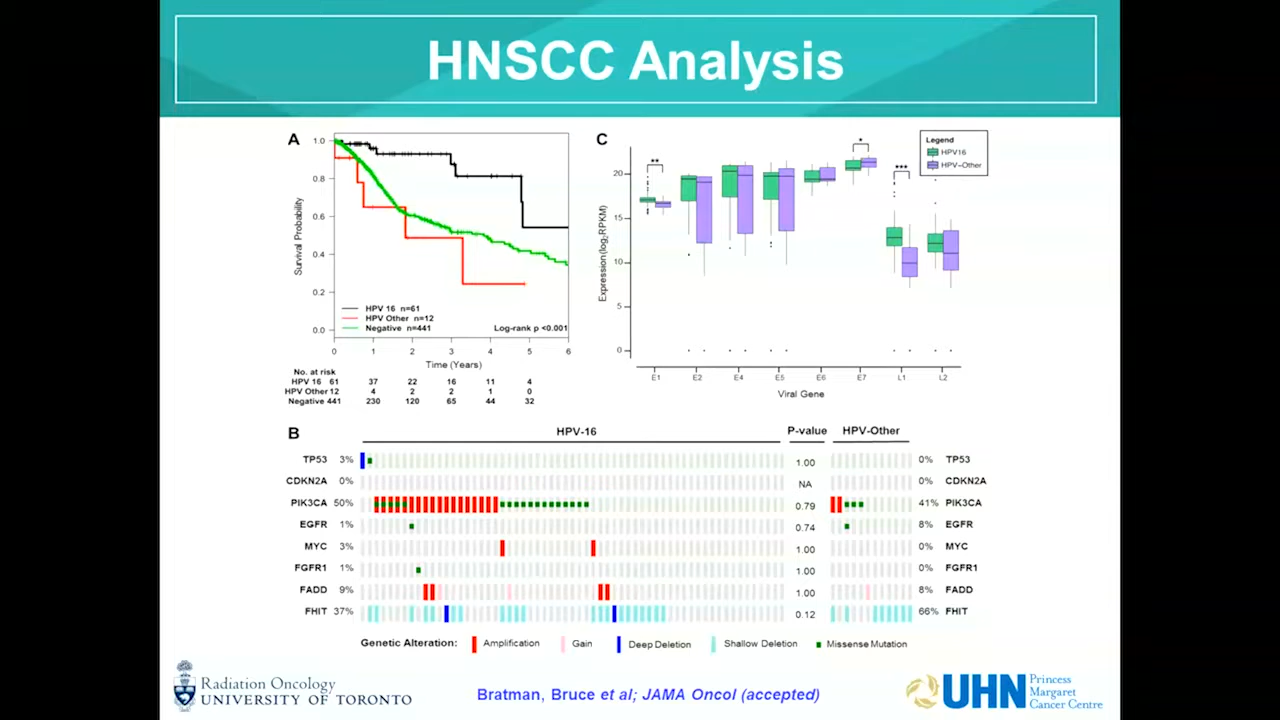 HNSCC Analysis
A
1.0
0.8
0.6
0.4
0.2
0.0
Survival Probability
HPV 16 n=61
HPV Other n=12
Negative n=441
Log-rank p <0.001
0 1 2 3 4 5 6
Time (Years)
No. at risk
HPV 16 61 37 22 16 11 4
HPV Other 12 4 2 2 1 0
Negative 441 230 120 65 44 32
C
Legend
HPV16
HPV-Other
** * ***
20
15
10
5
0
Expression(log2RPKM)
E1 E2 E4 E5 E6 E7 L1 L2
Viral Gene
B
HPV-16 P-value HPV-Other
TP53 3% 1.00 0% TP53
CDKN2A 0% NA 0% CDKN2A
PIK3CA 50% 0.79 41% PIK3CA
EGFR 1% 0.74 8% EGFR
MYC 3% 1.00 0% MYC
FGFR1 1% 1.00 0% FGFR1
FADD 9% 1.00 8% FADD
FHIT 37% 0.12 66% FHIT
Genetic Alteration: Amplification Gain Deep Deletion Shallow Deletion Missense Mutation
Radiation Oncology
UNIVERSITY OF TORONTO
Bratman, Bruce et al; JAMA Oncol (accepted)
UHN
Princess
Margaret
Cancer Centre